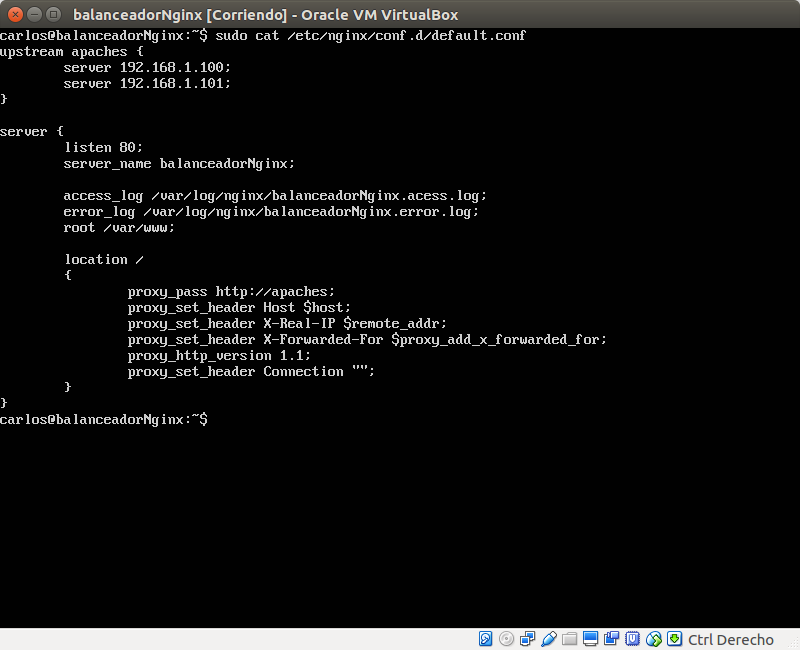 balanceadorNginx [Corriendo] - Oracle VM VirtualBox
carlos@balanceadorNginx:~$ sudo cat /etc/nginx/conf.d/default.conf
upstream apaches {
        server 192.168.1.100;
        server 192.168.1.101;
}

server {
        listen 80;
        server_name balanceadorNginx;

        access_log /var/log/nginx/balanceadorNginx.acess.log;
        error_log /var/log/nginx/balanceadorNginx.error.log;
        root /var/www;

        location /
        {
                proxy_pass http://apaches;
                proxy_set_header Host $host;
                proxy_set_header X-Real-IP $remote_addr;
                proxy_set_header X-Forwarded-For $proxy_add_x_forwarded_for;
                proxy_http_version 1.1;
                proxy_set_header Connection "";
        }
}
carlos@balanceadorNginx:~$
Ctrl Derecho